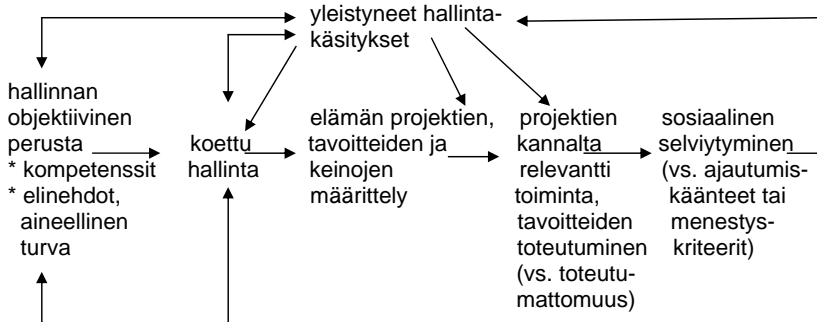 yleistyneet hallinta-
käsitykset
hallinnan
objektiivinen
perusta
* kompetenssit
* elinehdot,
aineellinen
turva
koettu
hallinta
elämän projektien,
tavoitteiden ja
keinojen
määrittely
projektien
kannalta
relevantti
toiminta,
tavoitteiden
toteutuminen
(vs. toteutu-
mattomuus)
sosiaalinen
selviytyminen
(vs. ajautumis-
käänteet tai
menestys-
kriteerit)